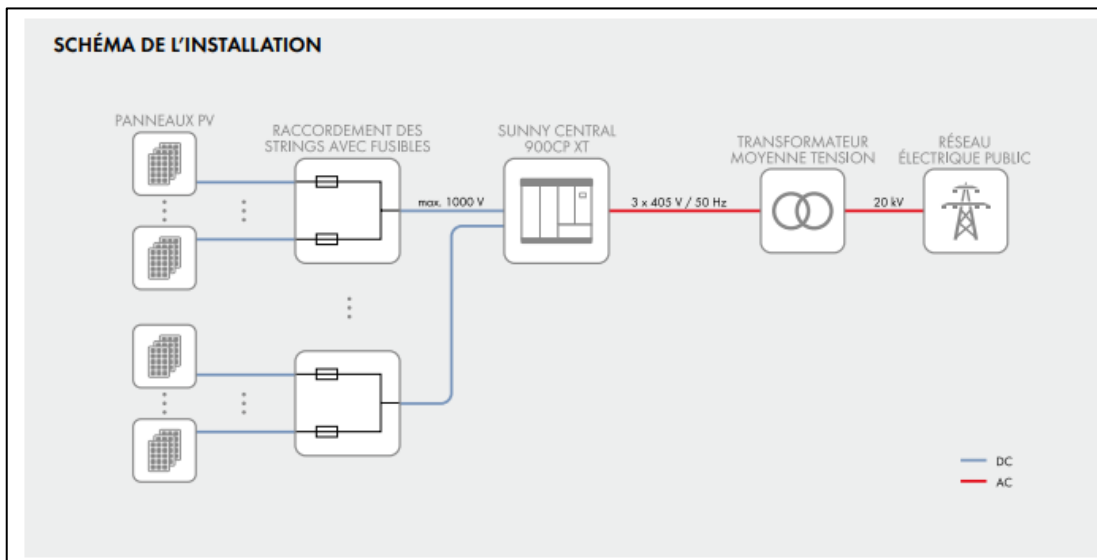 SCHÉMA DE L'INSTALLATION
PANNEAUX PV
RACCORDEMENT DES
STRINGS AVEC FUSIBLES
SUNNY CENTRAL
900CP XT
TRANSFORMATEUR
MOYENNE TENSION
RÉSEAU
ÉLECTRIQUE PUBLIC
max. 1000 V
3 x 405 V / 50 Hz
20 kV
DC
AC